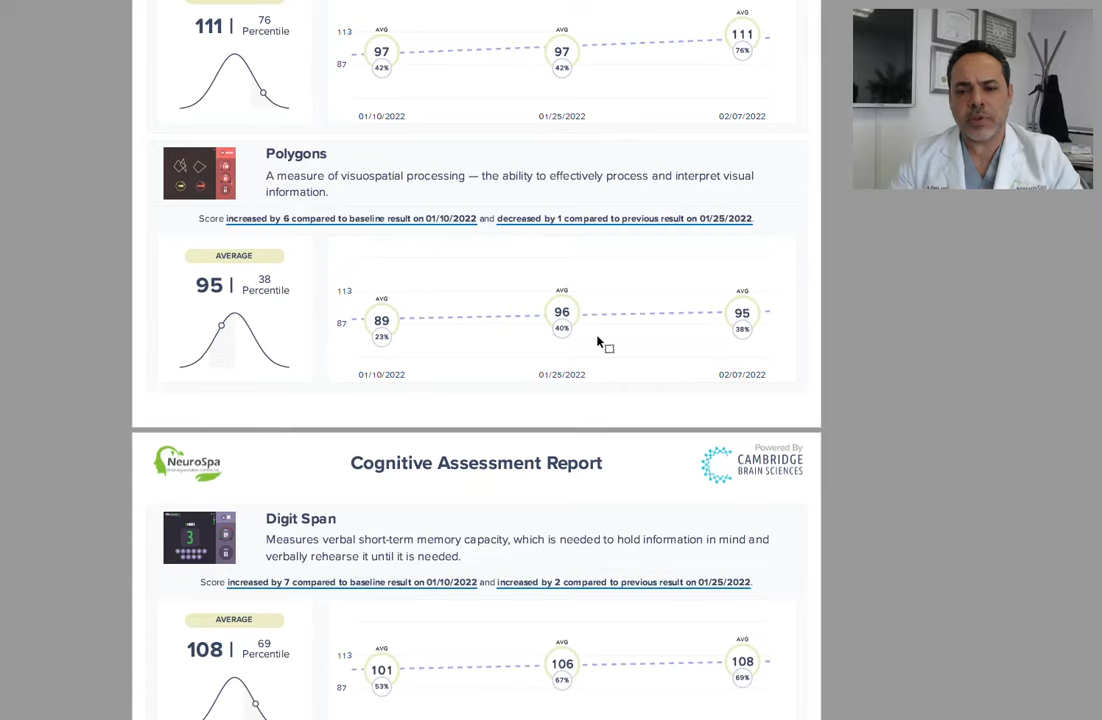 111 | 76 Percentile
113
87
AVG
97
42%
AVG
97
42%
AVG
111
76%
01/10/2022 01/25/2022 02/07/2022
Polygons
A measure of visuospatial processing — the ability to effectively process and interpret visual
information.
Score increased by 6 compared to baseline result on 01/10/2022 and decreased by 1 compared to previous result on 01/25/2022.
AVERAGE
95 | 38 Percentile
113
87
AVG
89
23%
AVG
96
40%
AVG
95
38%
01/10/2022 01/25/2022 02/07/2022
NeuroSpa
Cognitive Assessment Report
Powered By
CAMBRIDGE
BRAIN SCIENCES
3
Digit Span
Measures verbal short-term memory capacity, which is needed to hold information in mind and
verbally rehearse it until it is needed.
Score increased by 7 compared to baseline result on 01/10/2022 and increased by 2 compared to previous result on 01/25/2022.
AVERAGE
108 | 69 Percentile
113
87
AVG
101
53%
AVG
106
67%
AVG
108
69%